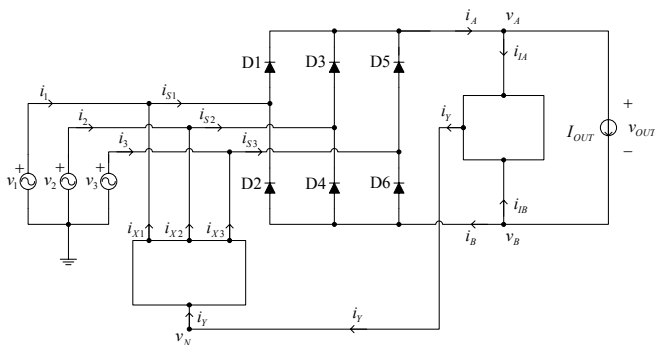 i_A v_A
D1 D3 D5 i_IA
i_1 i_S1 i_Y
i_2 i_S2 I_OUT + v_OUT −
i_3 i_S3
+ v_1 + v_2 + v_3
D2 D4 D6 i_IB
i_X1 i_X2 i_X3 i_B v_B
i_Y i_Y
v_N